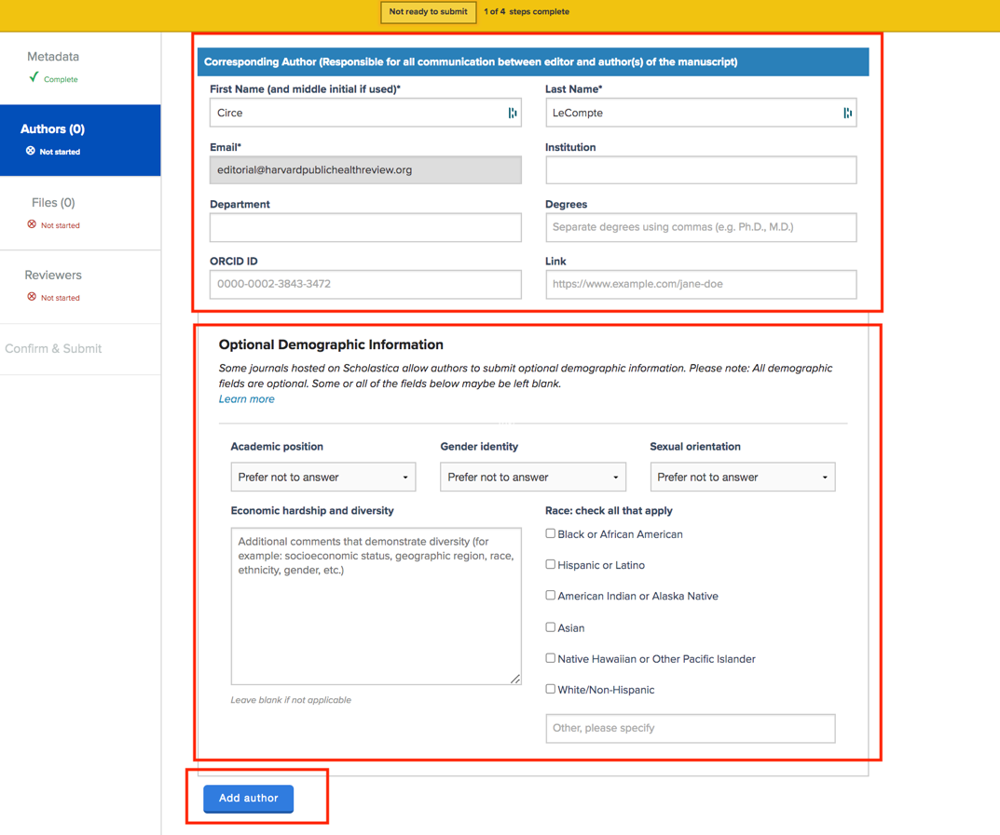 Not ready to submit 1 of 4 steps complete
Metadata
Complete
Authors (0)
Not started
Files (0)
Not started
Reviewers
Not started
Confirm & Submit
Corresponding Author (Responsible for all communication between editor and author(s) of the manuscript)
First Name (and middle initial if used)* Last Name*
Circe LeCompte
Email* Institution
editorial@harvardpublichealthreview.org
Department Degrees
Separate degrees using commas (e.g. Ph.D., M.D.)
ORCID ID Link
0000-0002-3843-3472 https://www.example.com/jane-doe
Optional Demographic Information
Some journals hosted on Scholastica allow authors to submit optional demographic information. Please note: All demographic
fields are optional. Some or all of the fields below maybe be left blank.
Learn more
Academic position Gender identity Sexual orientation
Prefer not to answer Prefer not to answer Prefer not to answer
Economic hardship and diversity Race: check all that apply
Additional comments that demonstrate diversity (for
example: socioeconomic status, geographic region, race,
ethnicity, gender, etc.)
Black or African American
Hispanic or Latino
American Indian or Alaska Native
Asian
Native Hawaiian or Other Pacific Islander
White/Non-Hispanic
Leave blank if not applicable
Other, please specify
Add author